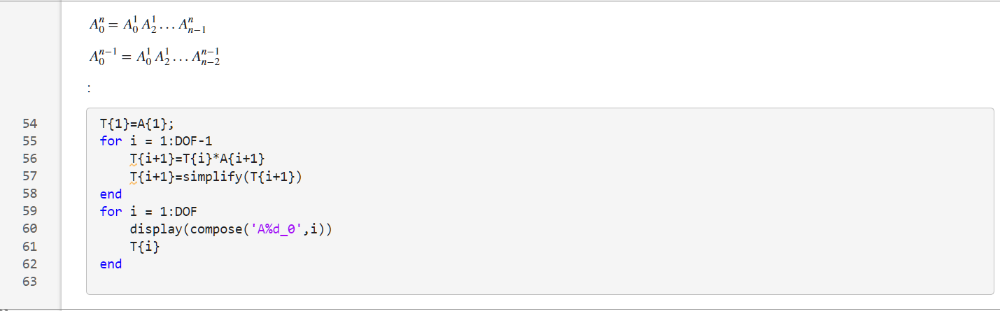 A_0^n = A_0^1 A_2^1 … A_{n−1}^n
A_0^{n−1} = A_0^1 A_2^1 … A_{n−2}^{n−1}
:
54 T{1}=A{1};
55 for i = 1:DOF-1
56     T{i+1}=T{i}*A{i+1}
57     T{i+1}=simplify(T{i+1})
58 end
59 for i = 1:DOF
60     display(compose('A%d_0',i))
61     T{i}
62 end
63